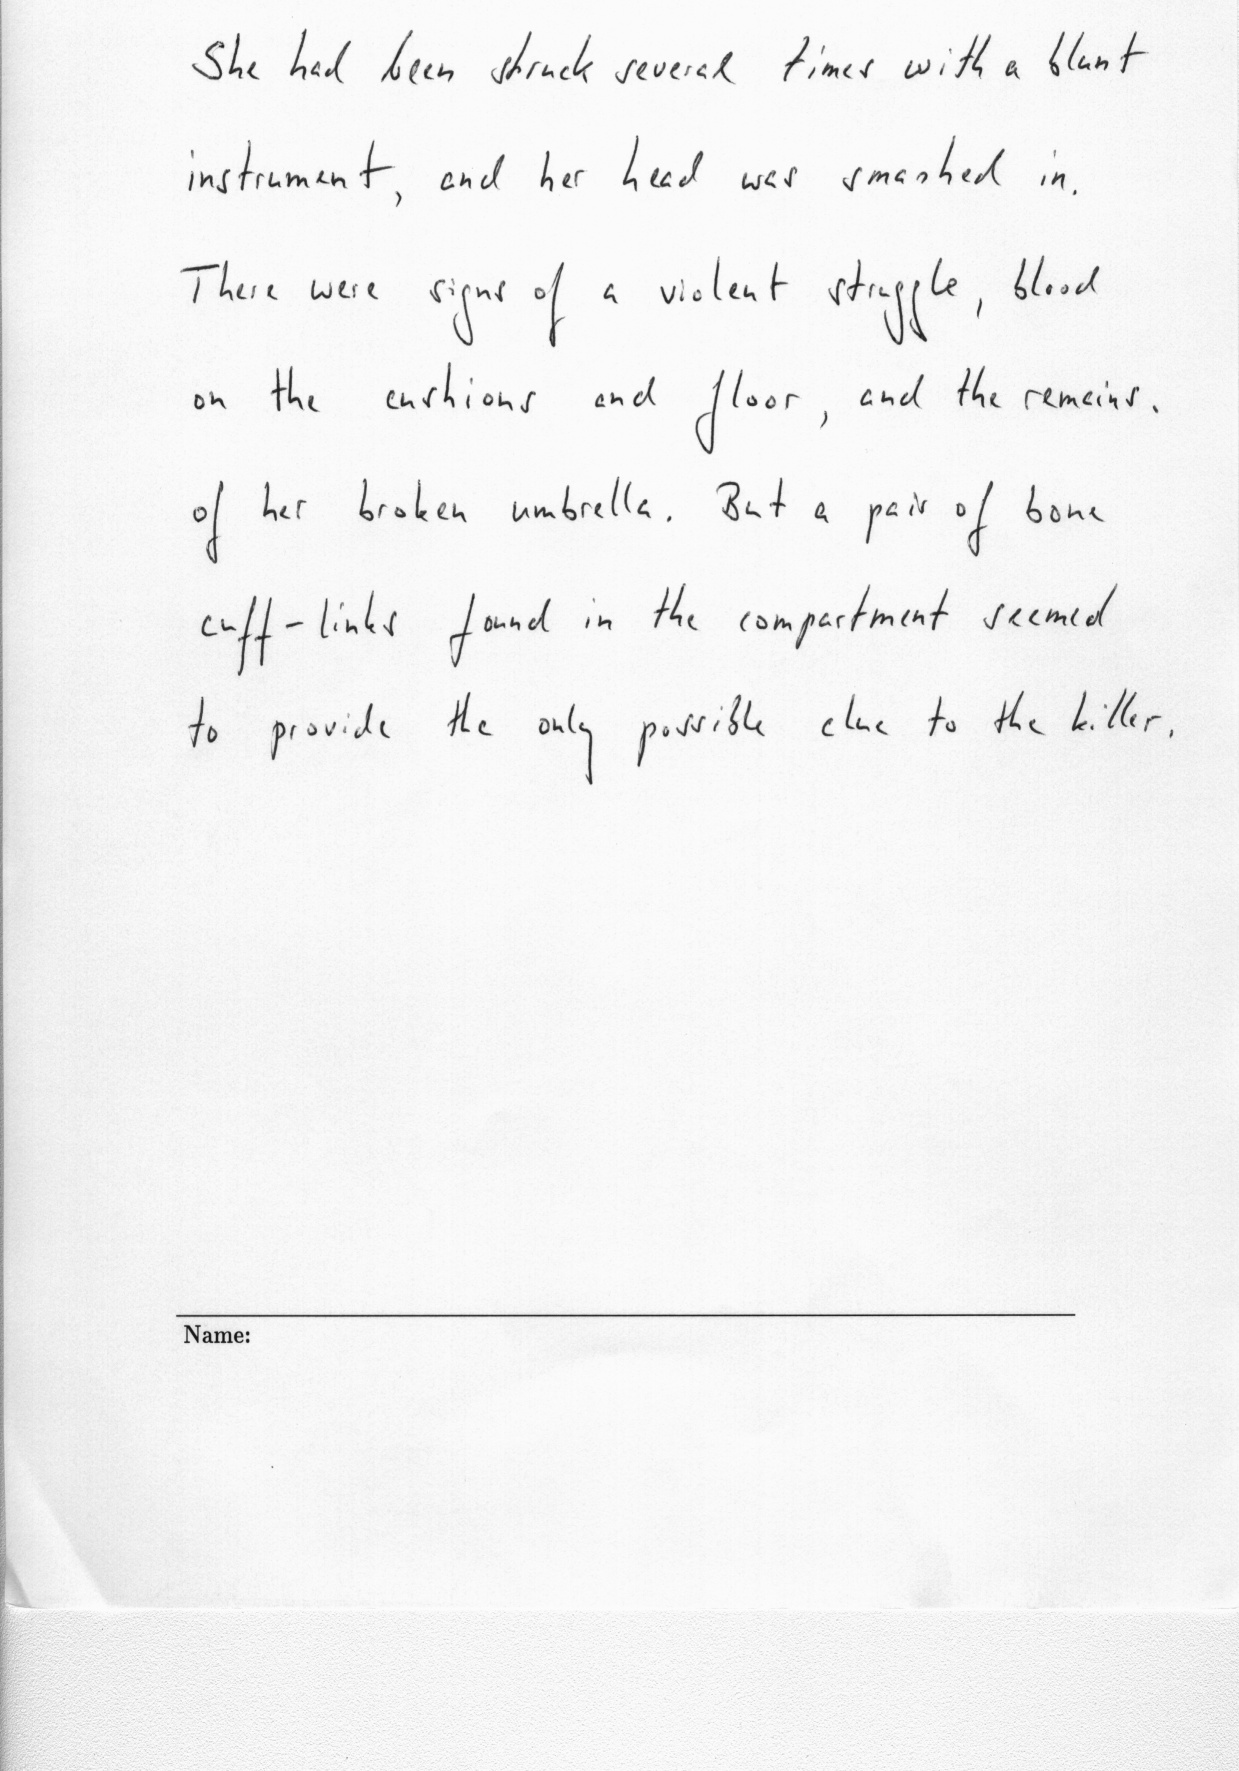 She had been struck several times with a blunt
instrument, and her head was smashed in.
There were signs of a violent struggle, blood
on the cushions and floor, and the remains.
of her broken umbrella. But a pair of bone
cuff-links found in the compartment seemed
to provide the only possible clue to the killer.
Name: